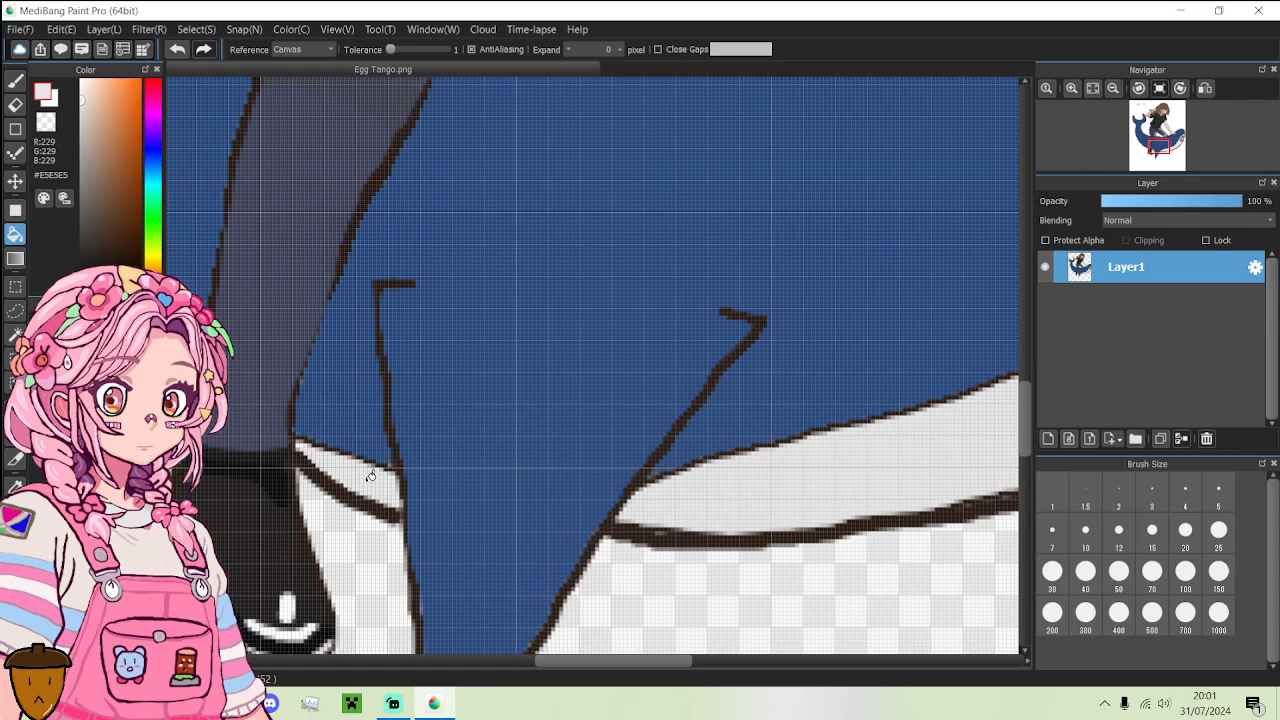 MediBang Paint Pro (64bit)
File(F) Edit(E) Layer(L) Filter(R) Select(S) Snap(N) Color(C) View(V) Tool(T) Window(W) Cloud Time-lapse Help
Reference Canvas Tolerance 1 AntiAliasing Expand 0 pixel Close Gaps
Color
Egg Tango.png
Navigator
R:229
G:229
B:229
#E5E5E5
Layer
Opacity 100 %
Blending Normal
Protect Alpha Clipping Lock
Layer1
Brush Size
1 1.5 2 3 4 5
7 10 12 15 20 25
30 40 50 70 100 150
200 300 400 500 700 1000
52 )
20:01
31/07/2024
1